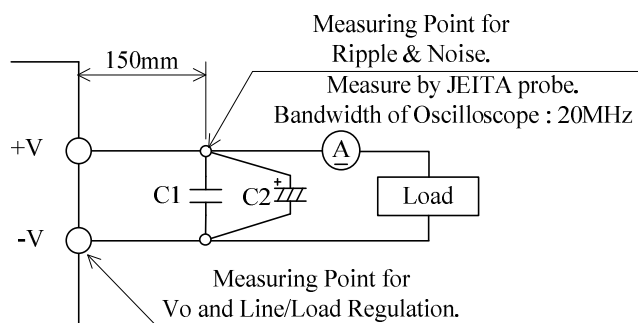 Measuring Point for
Ripple & Noise.
150mm
Measure by JEITA probe.
Bandwidth of Oscilloscope : 20MHz
+V
A
C1
+
C2
Load
-V
Measuring Point for
Vo and Line/Load Regulation.